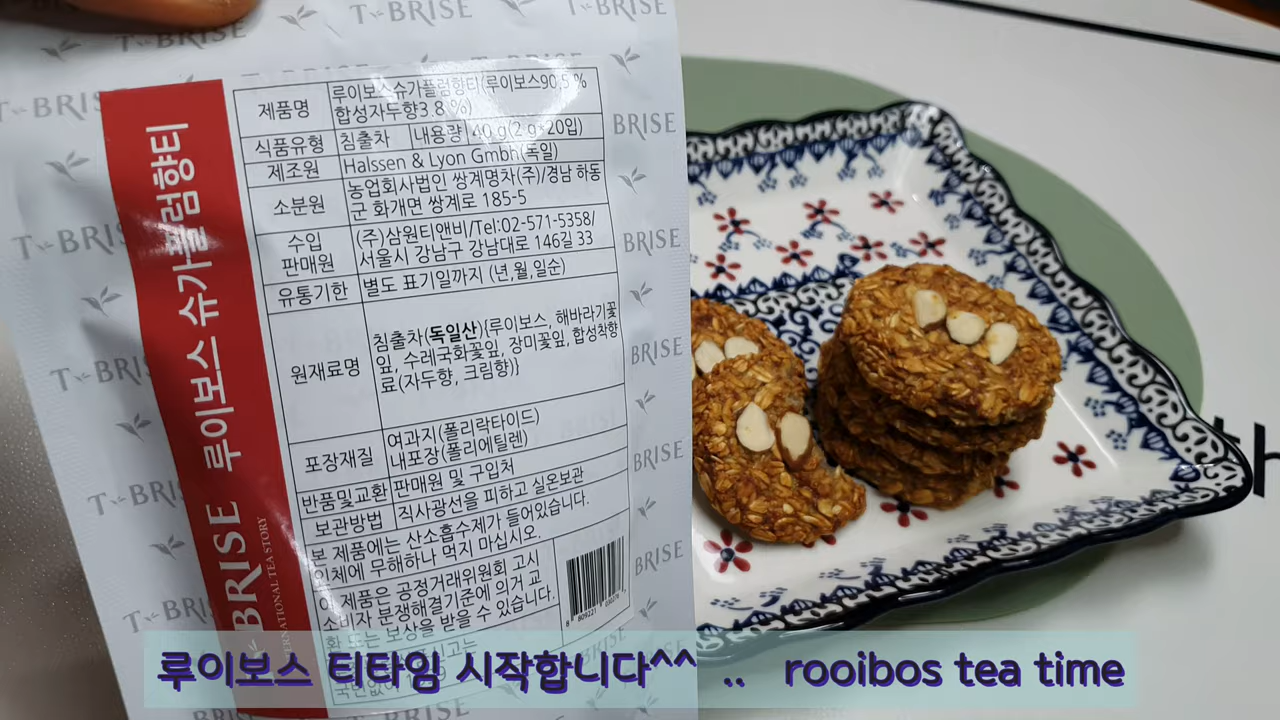 T BRISE
루이보스 슈가플럼향티
BRISE
INTERNATIONAL TEA STORY
제품명 루이보스슈가플럼향티(루이보스90.5 %
합성자두향3.8 %)
식품유형 침출차 내용량 40 g(2 g×20입)
제조원 Halssen & Lyon Gmbh(독일)
소분원 농업회사법인 쌍계명차(주)/경남 하동
군 화개면 쌍계로 185-5
수입
판매원 (주)삼원티앤비/Tel:02-571-5358/
서울시 강남구 강남대로 146길 33
유통기한 별도 표기일까지 (년,월,일순)
원재료명 침출차(독일산){루이보스, 해바라기꽃
잎, 수레국화꽃잎, 장미꽃잎, 합성착향
료(자두향, 크림향)}
포장재질 여과지(폴리락타이드)
내포장(폴리에틸렌)
반품및교환 판매원 및 구입처
보관방법 직사광선을 피하고 실온보관
본 제품에는 산소흡수제가 들어있습니다.
인체에 무해하나 먹지 마십시오.
이 제품은 공정거래위원회 고시
소비자 분쟁해결기준에 의거 교
환 또는 보상을 받을 수 있습니다.
루이보스 티타임 시작합니다^^ .. rooibos tea time